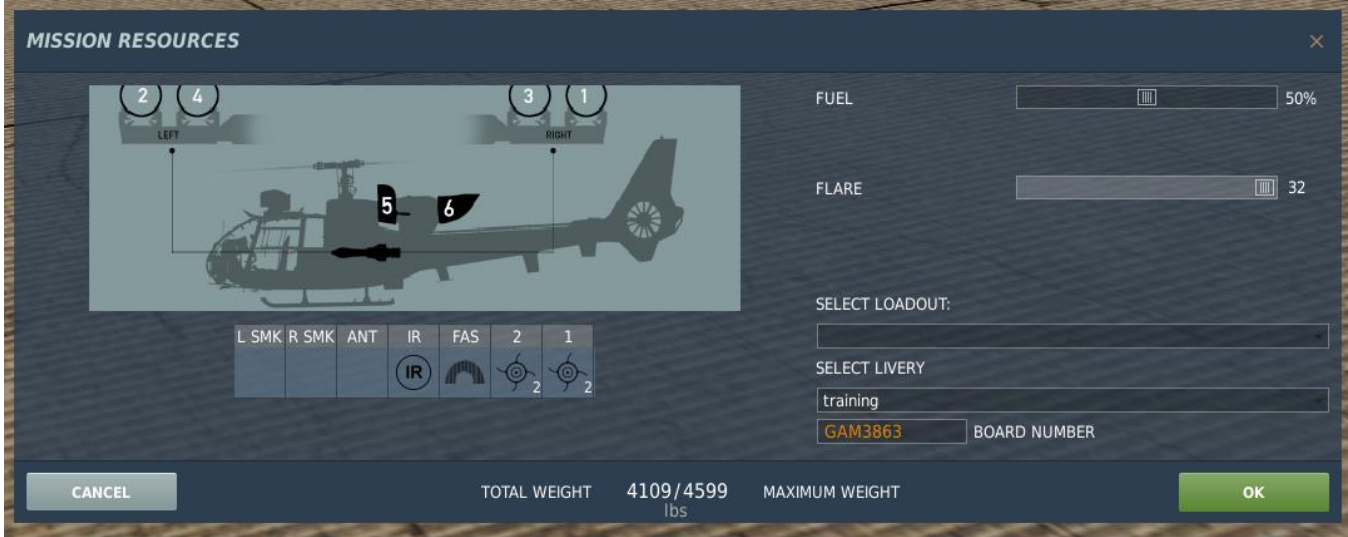 MISSION RESOURCES ×
2 4 3 1
LEFT RIGHT
5 6
L SMK R SMK ANT IR FAS 2 1
IR 2 2
FUEL 50%
FLARE 32
SELECT LOADOUT:
SELECT LIVERY
training
GAM3863 BOARD NUMBER
CANCEL TOTAL WEIGHT 4109/4599 MAXIMUM WEIGHT OK
lbs